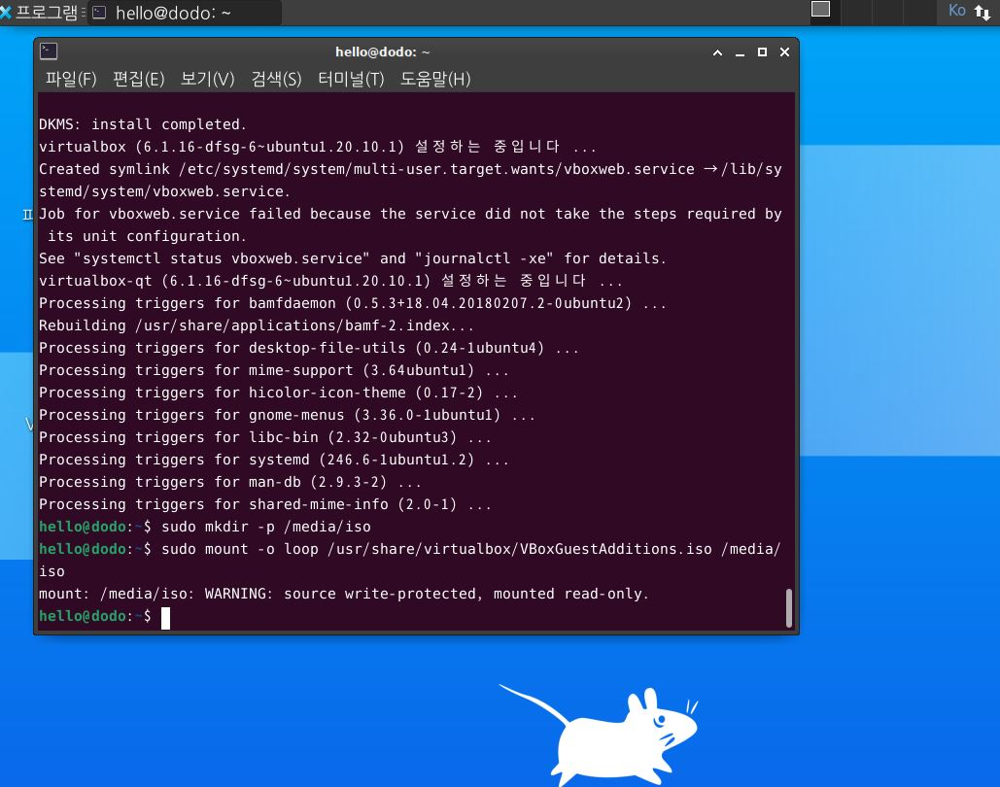 프로그램
hello@dodo: ~
Ko
hello@dodo: ~
파일(F) 편집(E) 보기(V) 검색(S) 터미널(T) 도움말(H)
DKMS: install completed.
virtualbox (6.1.16-dfsg-6~ubuntu1.20.10.1) 설정하는 중입니다 ...
Created symlink /etc/systemd/system/multi-user.target.wants/vboxweb.service → /lib/sy
stemd/system/vboxweb.service.
Job for vboxweb.service failed because the service did not take the steps required by
 its unit configuration.
See "systemctl status vboxweb.service" and "journalctl -xe" for details.
virtualbox-qt (6.1.16-dfsg-6~ubuntu1.20.10.1) 설정하는 중입니다 ...
Processing triggers for bamfdaemon (0.5.3+18.04.20180207.2-0ubuntu2) ...
Rebuilding /usr/share/applications/bamf-2.index...
Processing triggers for desktop-file-utils (0.24-1ubuntu4) ...
Processing triggers for mime-support (3.64ubuntu1) ...
Processing triggers for hicolor-icon-theme (0.17-2) ...
Processing triggers for gnome-menus (3.36.0-1ubuntu1) ...
Processing triggers for libc-bin (2.32-0ubuntu3) ...
Processing triggers for systemd (246.6-1ubuntu1.2) ...
Processing triggers for man-db (2.9.3-2) ...
Processing triggers for shared-mime-info (2.0-1) ...
hello@dodo:~$ sudo mkdir -p /media/iso
hello@dodo:~$ sudo mount -o loop /usr/share/virtualbox/VBoxGuestAdditions.iso /media/
iso
mount: /media/iso: WARNING: source write-protected, mounted read-only.
hello@dodo:~$